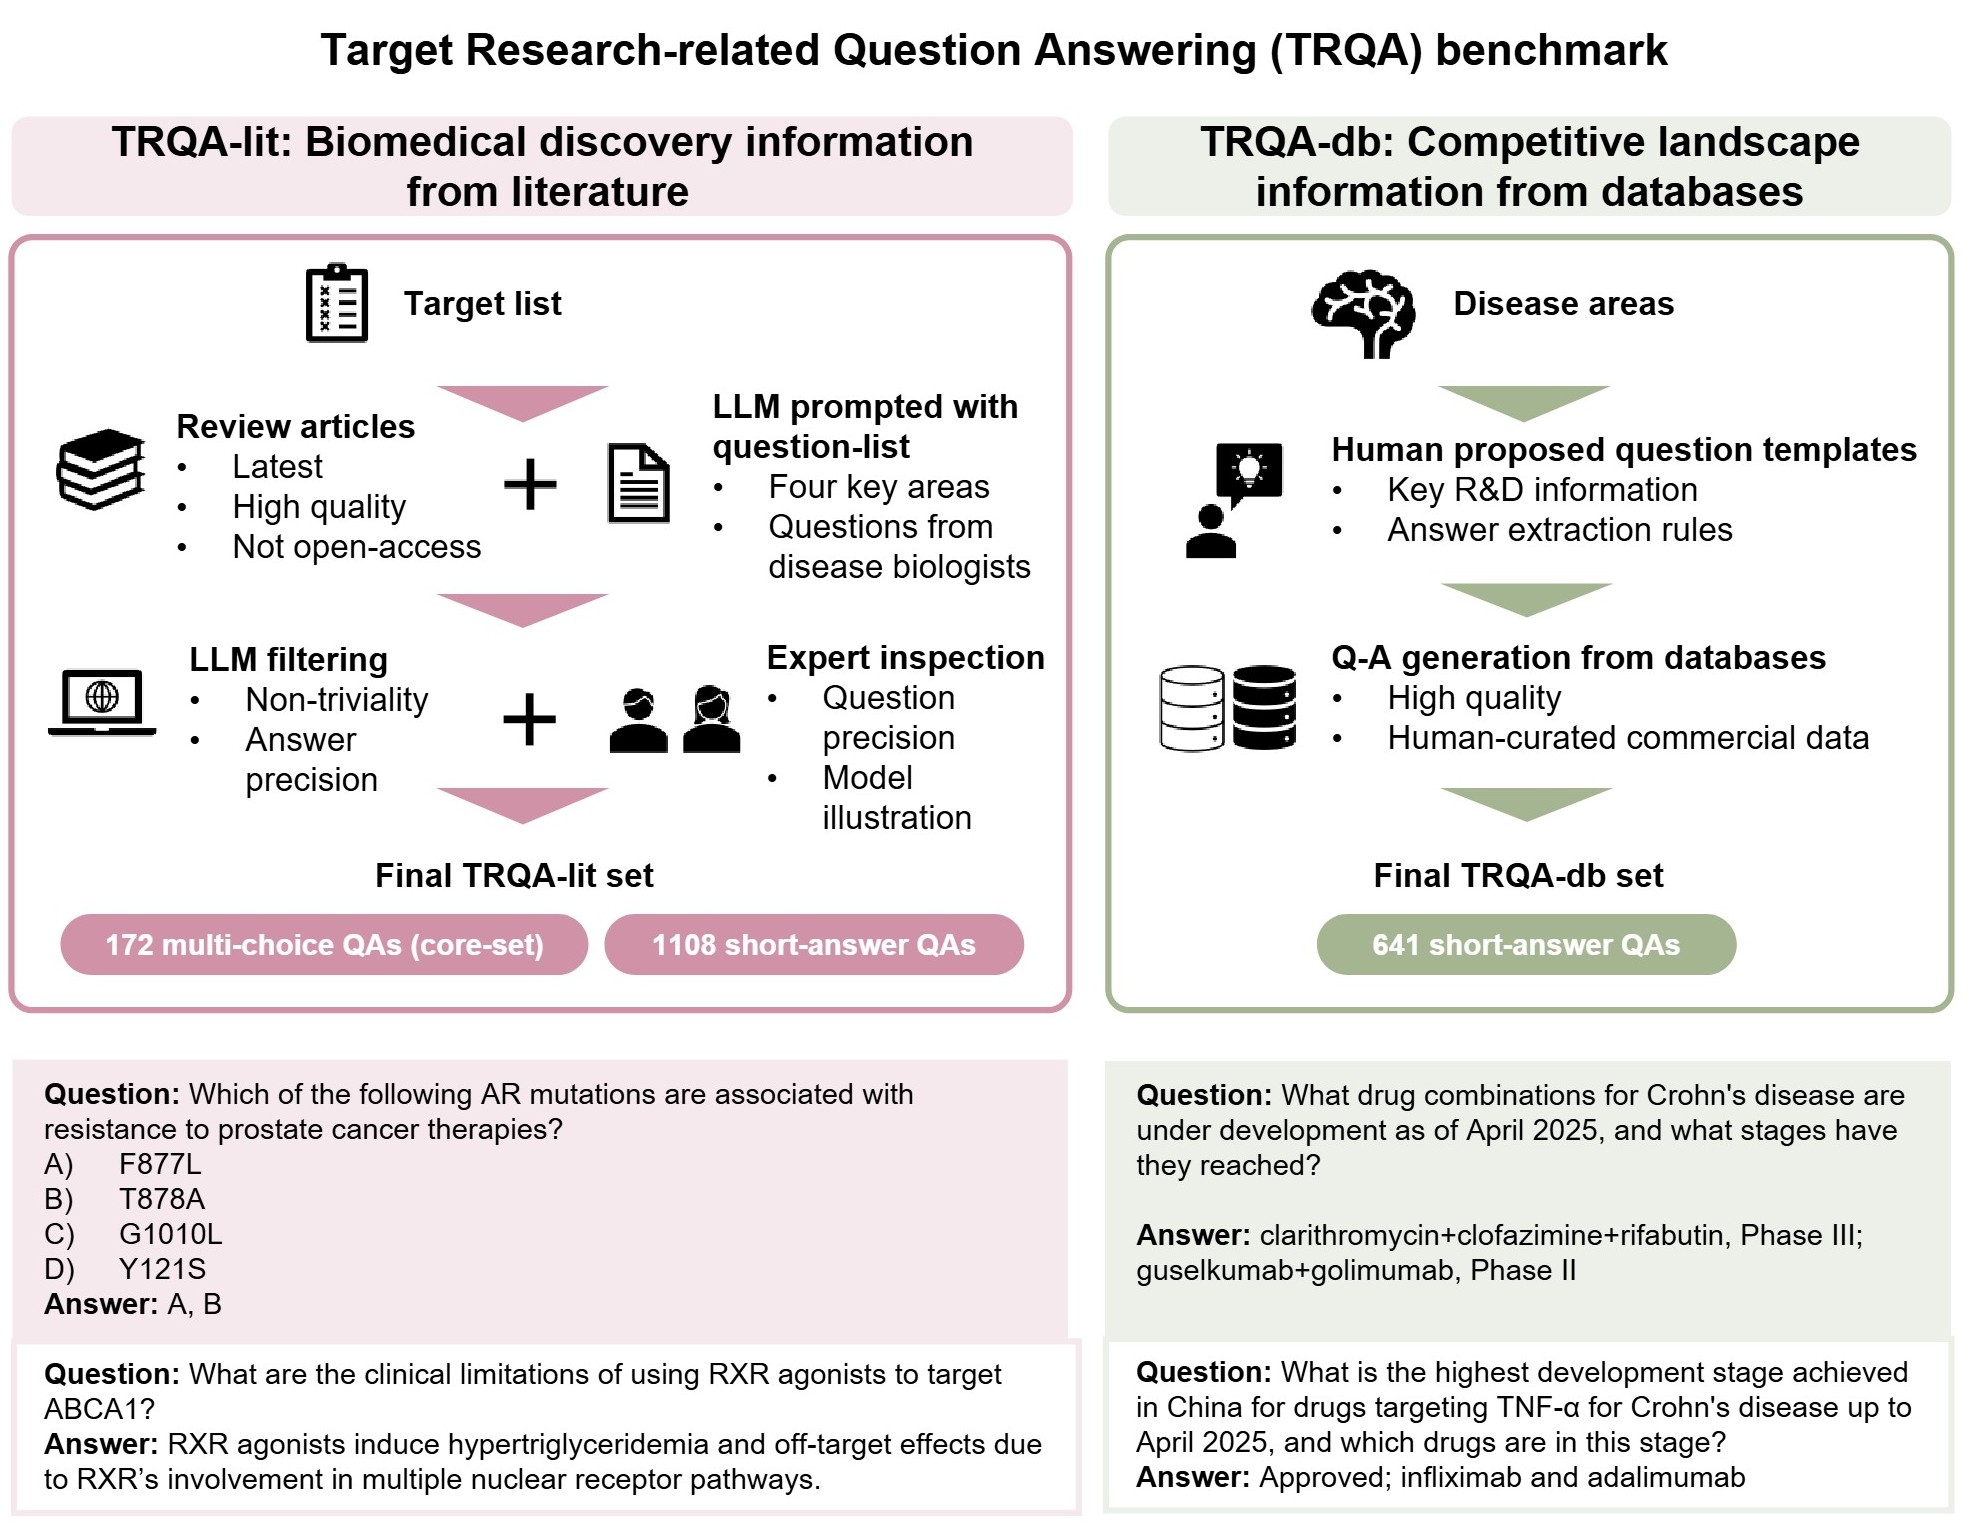 Target Research-related Question Answering (TRQA) benchmark
TRQA-lit: Biomedical discovery information
from literature
Target list
Review articles
• Latest
• High quality
• Not open-access
+
LLM prompted with
question-list
• Four key areas
• Questions from
disease biologists
LLM filtering
• Non-triviality
• Answer
precision
+
Expert inspection
• Question
precision
• Model
illustration
Final TRQA-lit set
172 multi-choice QAs (core-set)
1108 short-answer QAs
Question: Which of the following AR mutations are associated with
resistance to prostate cancer therapies?
A) F877L
B) T878A
C) G1010L
D) Y121S
Answer: A, B
Question: What are the clinical limitations of using RXR agonists to target
ABCA1?
Answer: RXR agonists induce hypertriglyceridemia and off-target effects due
to RXR’s involvement in multiple nuclear receptor pathways.
TRQA-db: Competitive landscape
information from databases
Disease areas
Human proposed question templates
• Key R&D information
• Answer extraction rules
Q-A generation from databases
• High quality
• Human-curated commercial data
Final TRQA-db set
641 short-answer QAs
Question: What drug combinations for Crohn's disease are
under development as of April 2025, and what stages have
they reached?
Answer: clarithromycin+clofazimine+rifabutin, Phase III;
guselkumab+golimumab, Phase II
Question: What is the highest development stage achieved
in China for drugs targeting TNF-α for Crohn's disease up to
April 2025, and which drugs are in this stage?
Answer: Approved; infliximab and adalimumab